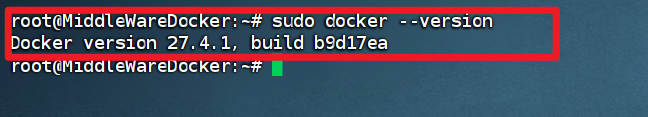 root@MiddleWareDocker:~# sudo docker --version
Docker version 27.4.1, build b9d17ea
root@MiddleWareDocker:~#